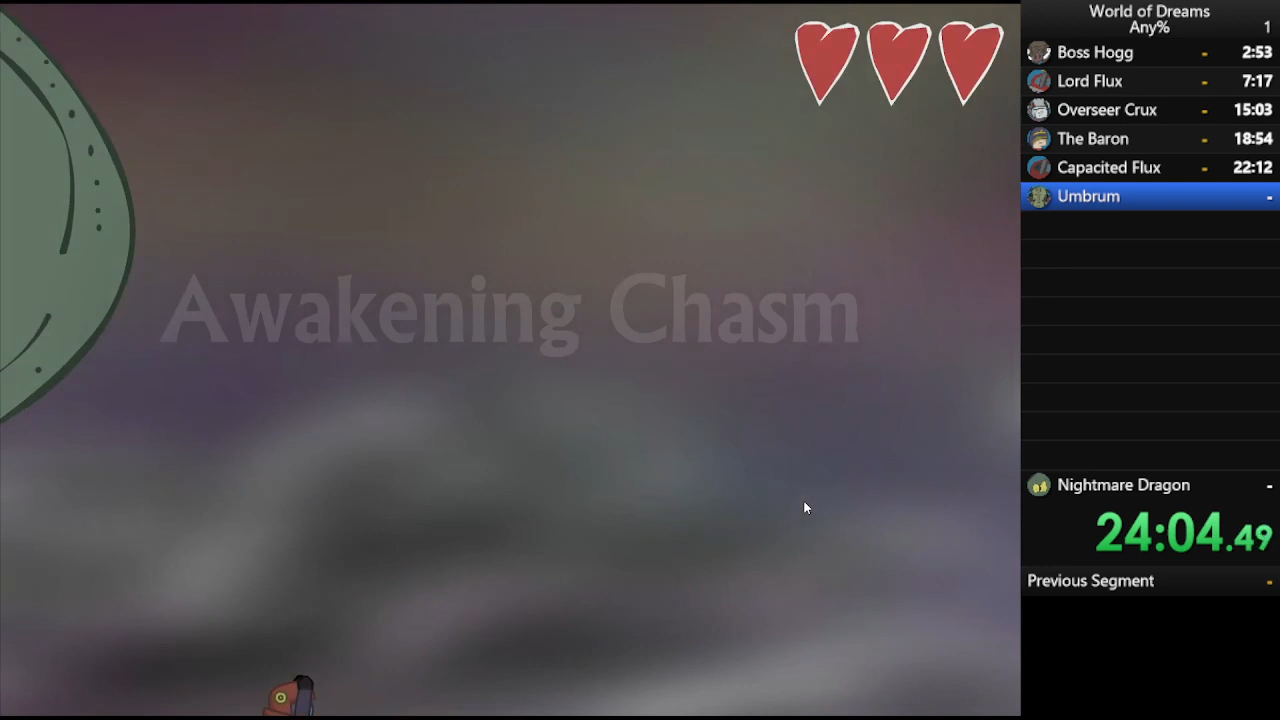 World of Dreams
Any% 1
Boss Hogg - 2:53
Lord Flux - 7:17
Overseer Crux - 15:03
The Baron - 18:54
Capacited Flux - 22:12
Umbrum -
Awakening Chasm
Nightmare Dragon -
24:04.49
Previous Segment -